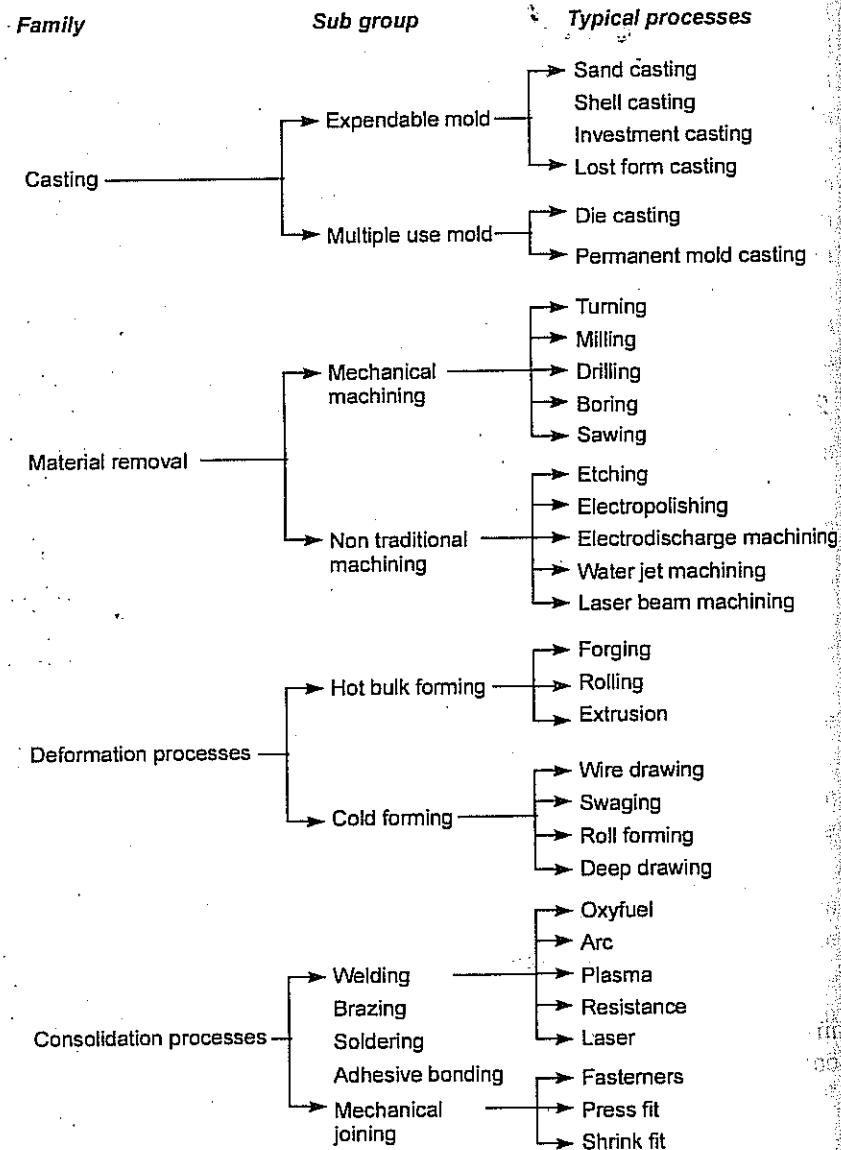 Family Sub group Typical processes
Sand casting
Shell casting
Expendable mold
Investment casting
Casting
Lost form casting
Die casting
Multiple use mold
Permanent mold casting
Turning
Milling
Mechanical
machining
Drilling
Boring
Sawing
Material removal
Etching
Electropolishing
Non traditional
machining
Electrodischarge machining
Water jet machining
Laser beam machining
Forging
Hot bulk forming
Rolling
Extrusion
Deformation processes
Wire drawing
Swaging
Cold forming
Roll forming
Deep drawing
Oxyfuel
Arc
Welding
Plasma
Brazing
Resistance
Consolidation processes
Soldering
Laser
Adhesive bonding
Fasterners
Mechanical
joining
Press fit
Shrink fit